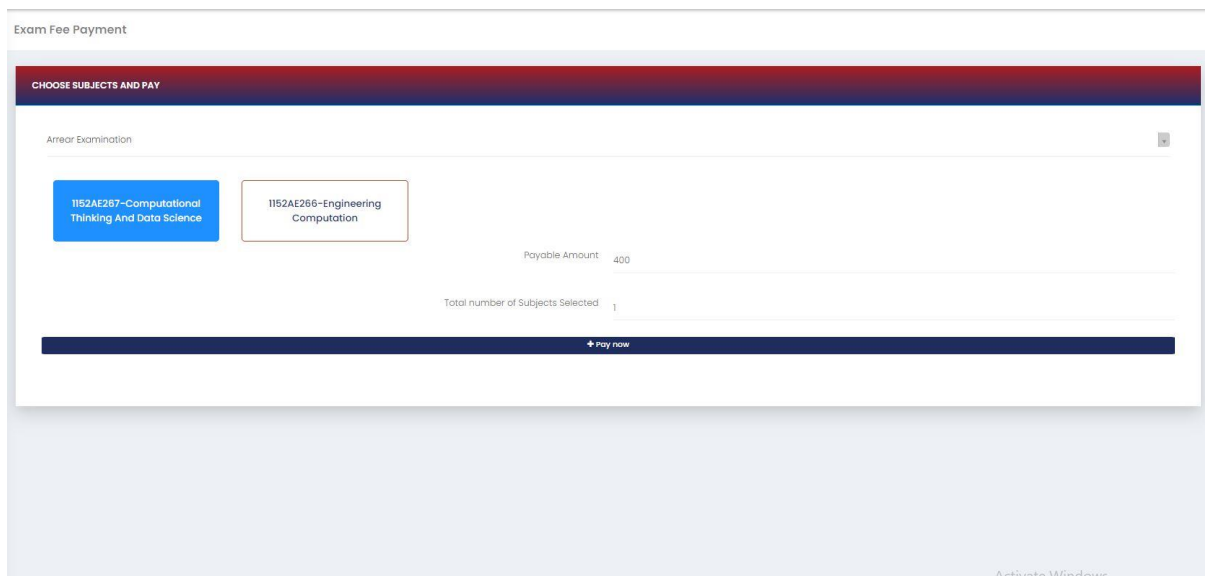 Exam Fee Payment
CHOOSE SUBJECTS AND PAY
Arrear Examination
1152AE267-Computational
Thinking And Data Science
1152AE266-Engineering
Computation
Payable Amount 400
Total number of Subjects Selected 1
+ Pay now
Activate Windows